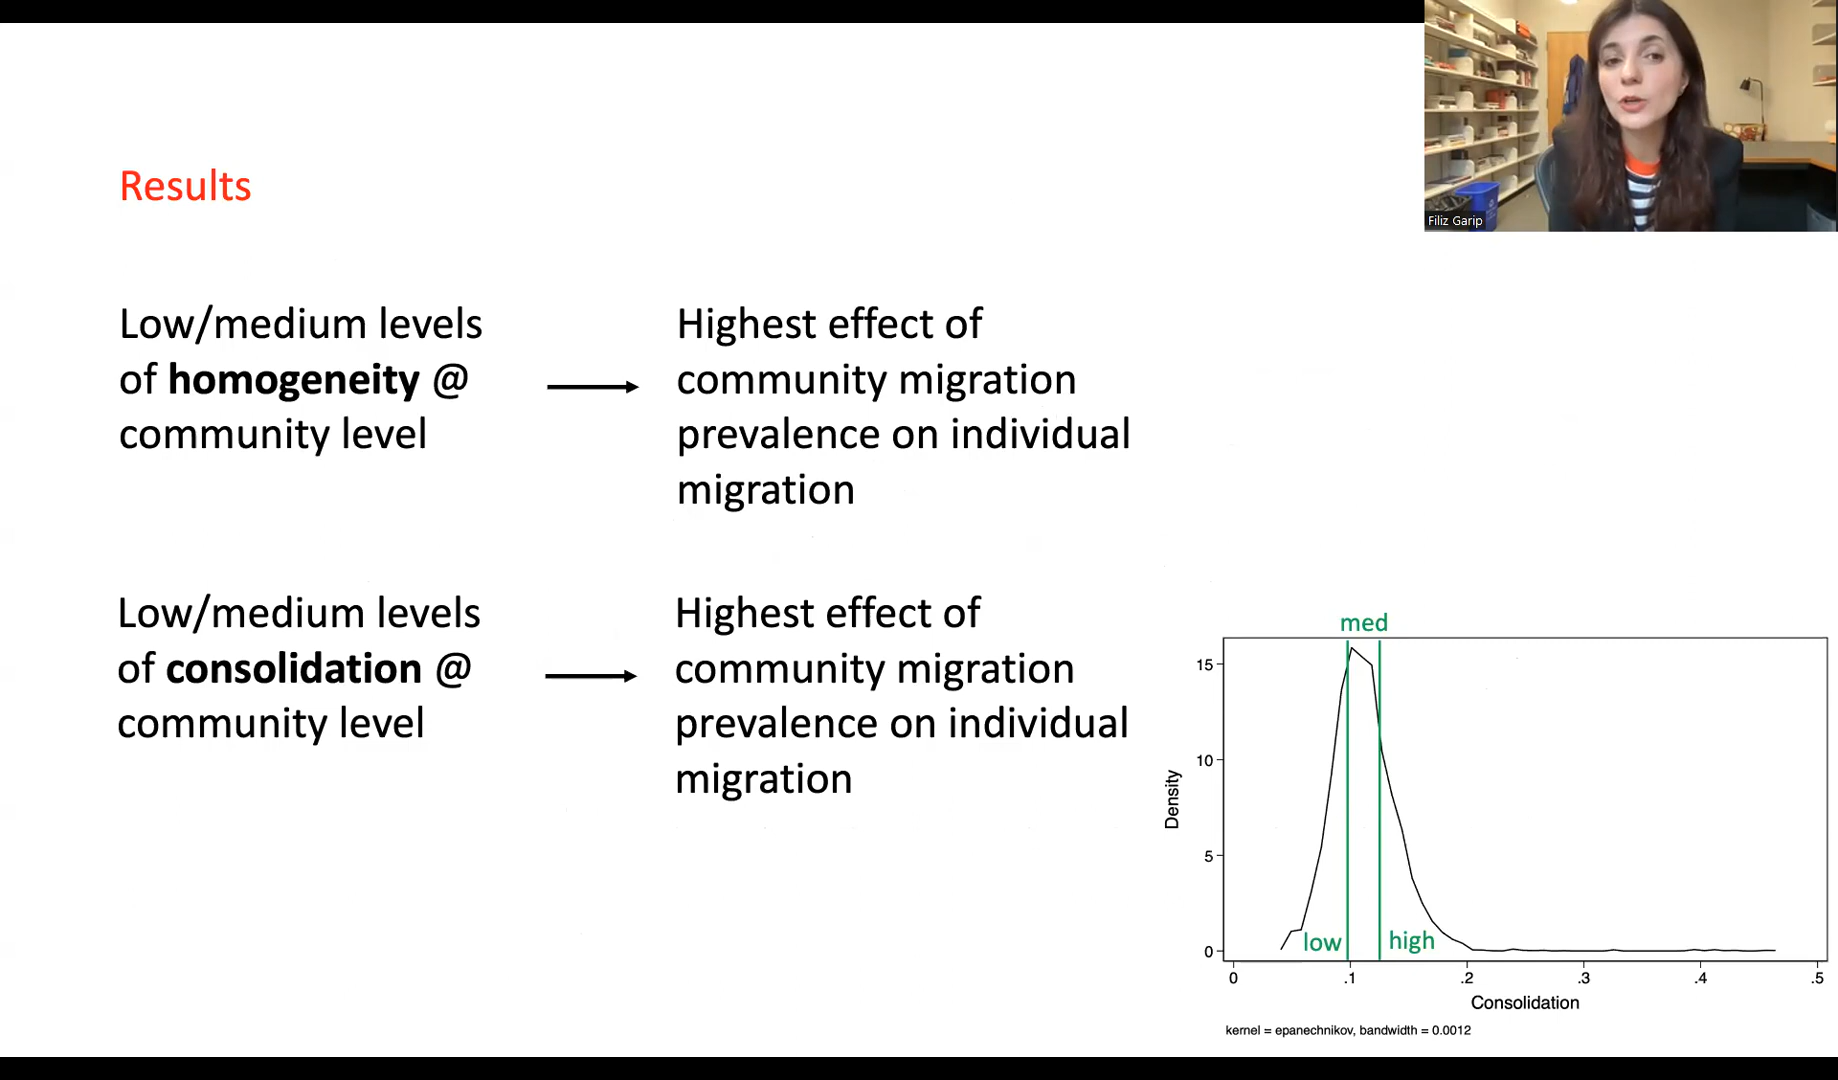 Results
Low/medium levels
of homogeneity @
community level
Highest effect of
community migration
prevalence on individual
migration
Low/medium levels
of consolidation @
community level
Highest effect of
community migration
prevalence on individual
migration
Filiz Garip
med
15
10
5
0
Density
low
high
0
.1
.2
.3
.4
.5
Consolidation
kernel = epanechnikov, bandwidth = 0.0012